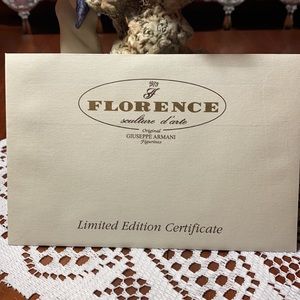 FLORENCE
sculture d'arte
Original
GIUSEPPE ARMANI
Figurines
Limited Edition Certificate